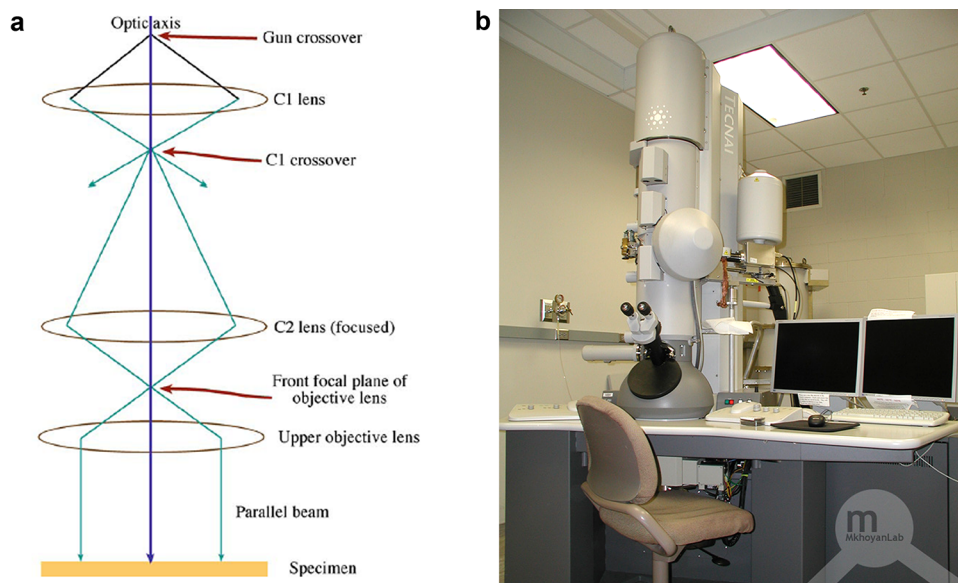 a
Optic axis
Gun crossover
C1 lens
C1 crossover
C2 lens (focused)
Front focal plane of
objective lens
Upper objective lens
Parallel beam
Specimen
b
TECNAI
m
MkhoyanLab